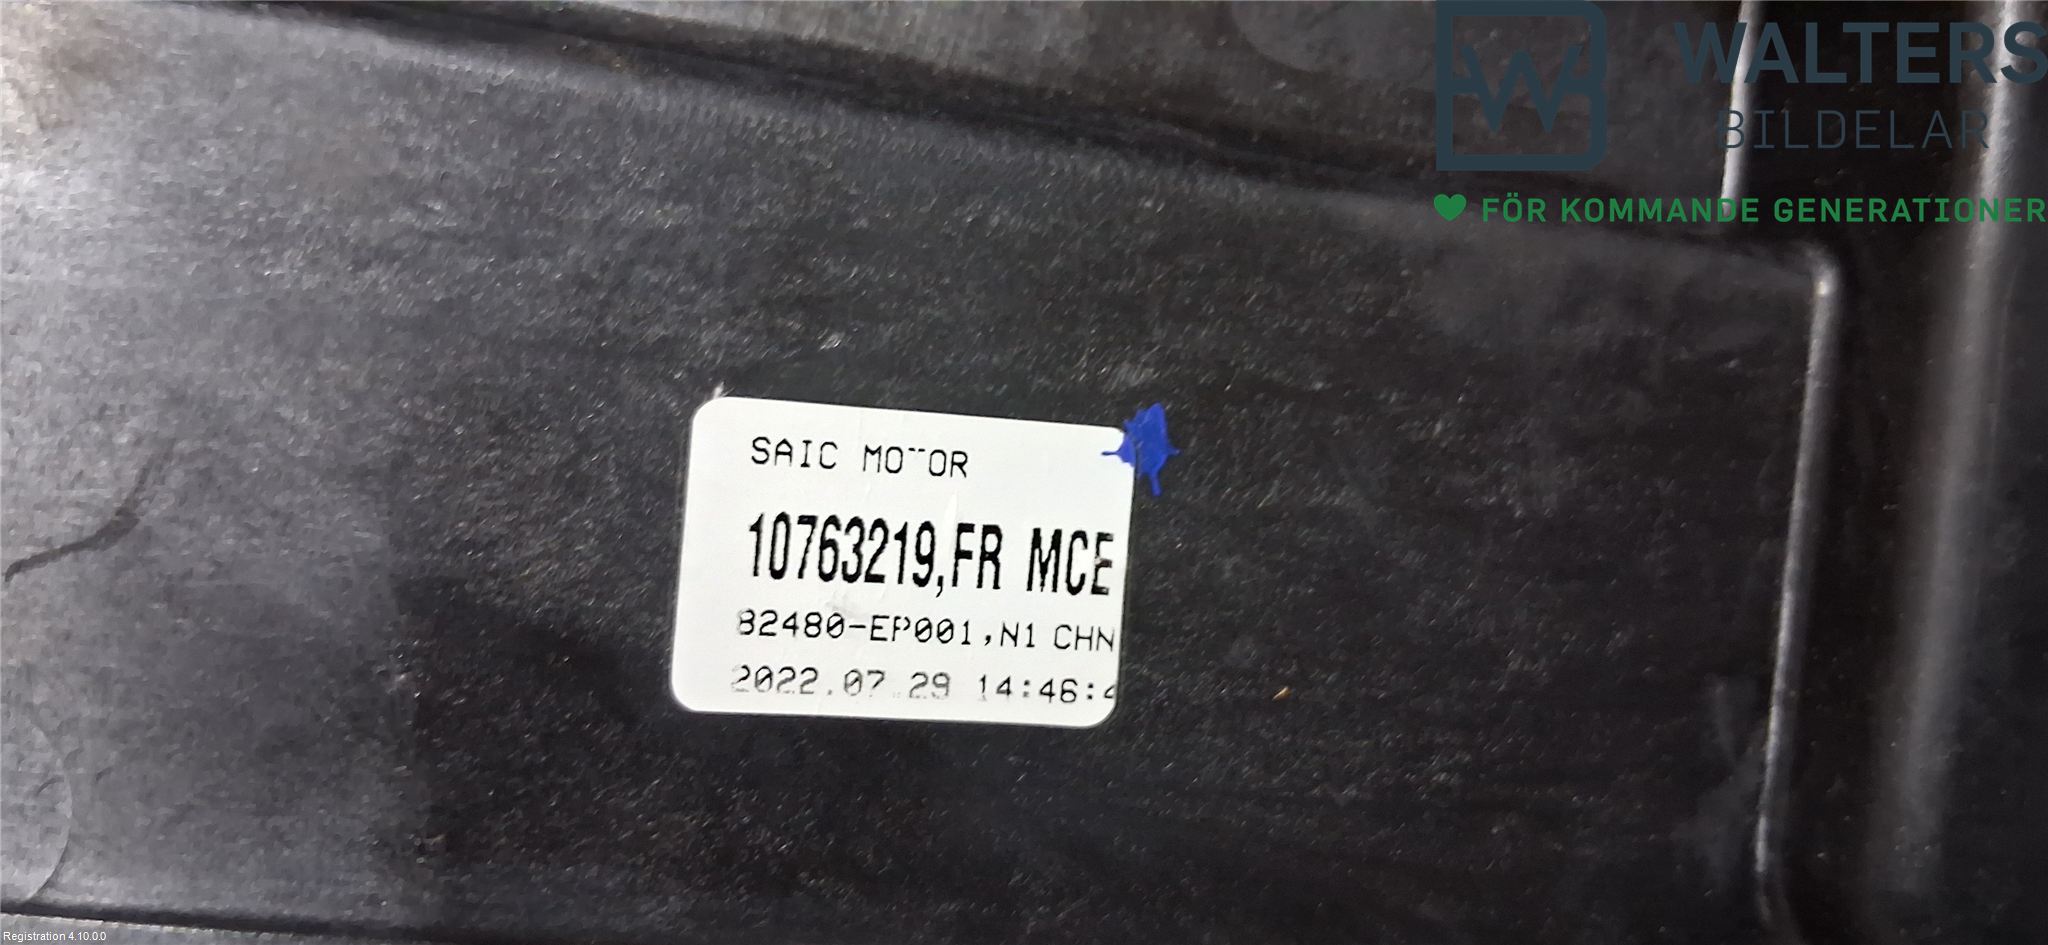 WALTERS
BILDELAR
FÖR KOMMANDE GENERATIONER
SAIC MOTOR
10763219,FR MCE
82480-EP001,N1 CHN
2022.07.29 14:46:4
Registration 4.10.0.0